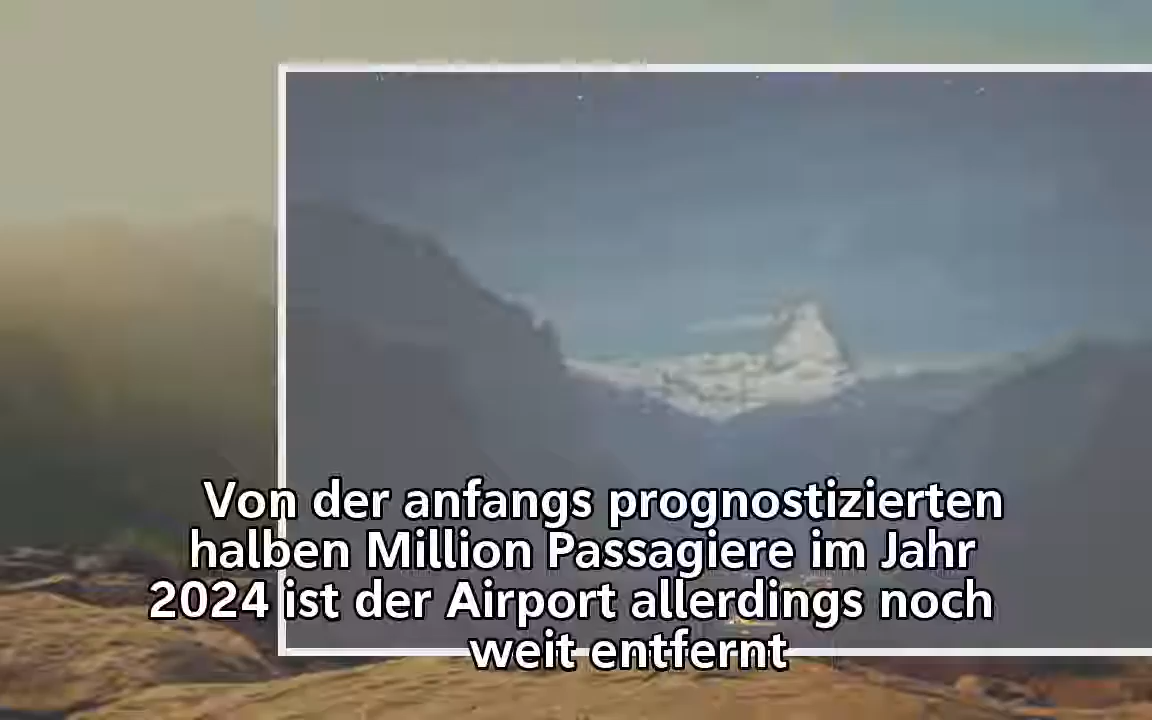 Von der anfangs prognostizierten
halben Million Passagiere im Jahr
2024 ist der Airport allerdings noch
weit entfernt